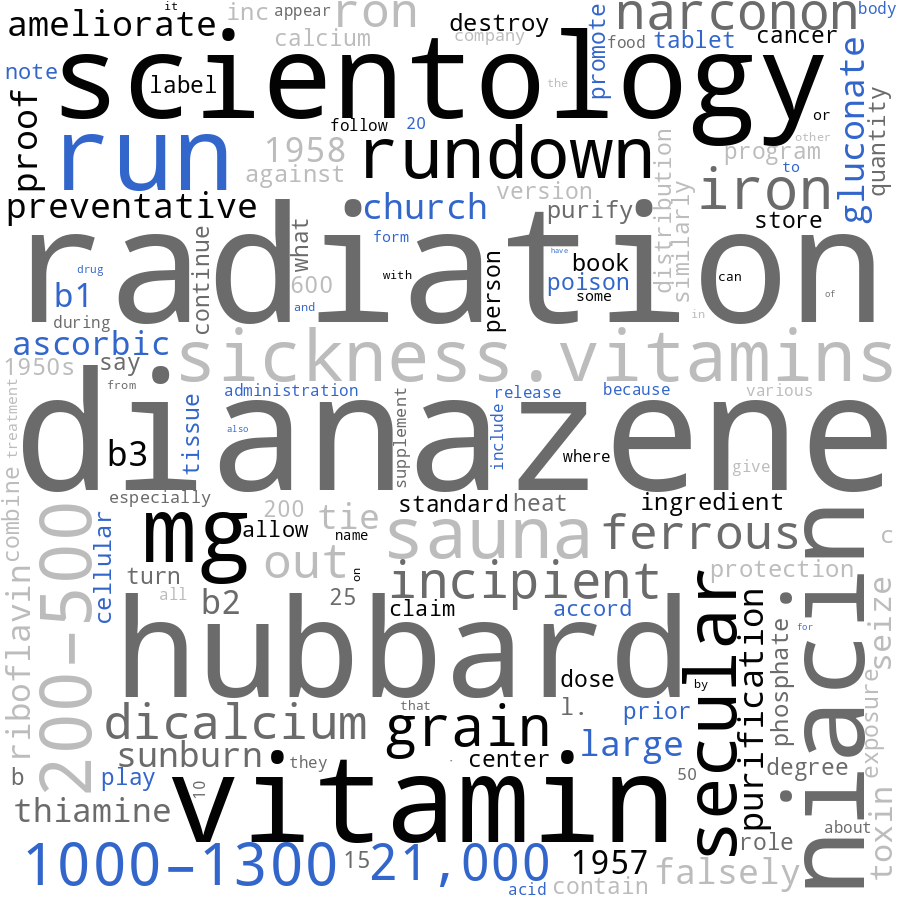 it
ameliorate
inc
appear
ron
destroy
narconon
body
calcium
company
promote
food
tablet
cancer
note
scientology
label
the
gluconate
proof
run
follow
20
or
other
quantity
1958
rundown
program
against
to
distribution
version
iron
preventative
church
purify
similarly
store
radiation
continue
what
form
have
book
drug
600
with
person
poison
can
b1
and
some
of
during
in
ascorbic
sickness.vitamins
1950s
say
treatment
from
dianazene
administration
release
because
various
tissue
also
supplement
include
b3
where
give
especially
combine
200-500
mg
200
tie
standard
heat
ingredient
niacin
allow
name
sauna
ferrous
c
cellular
out
on
incipient
protection
turn
all
b2
25
claim
accord
secular
purification
phosphate
seize
riboflavin
hubbard
for
dose
by
that
l.
prior
dicalcium
grain
exposure
large
sunburn
they
center
b
play
10
vitamin
50
degree
toxin
thiamine
about
role
1000-1300
15
21,000
1957
falsely
acid
contain